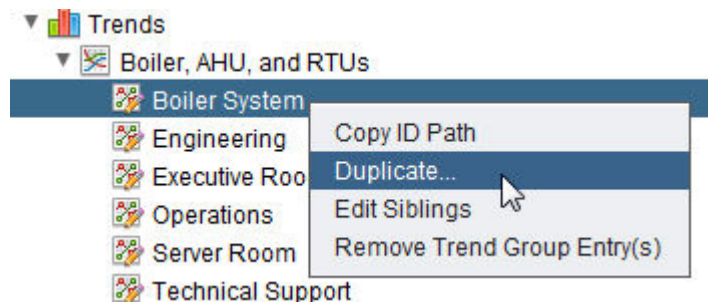 Trends
Boiler, AHU, and RTUs
Boiler System
Engineering
Copy ID Path
Executive Roo
Duplicate...
Operations
Edit Siblings
Server Room
Remove Trend Group Entry(s)
Technical Support